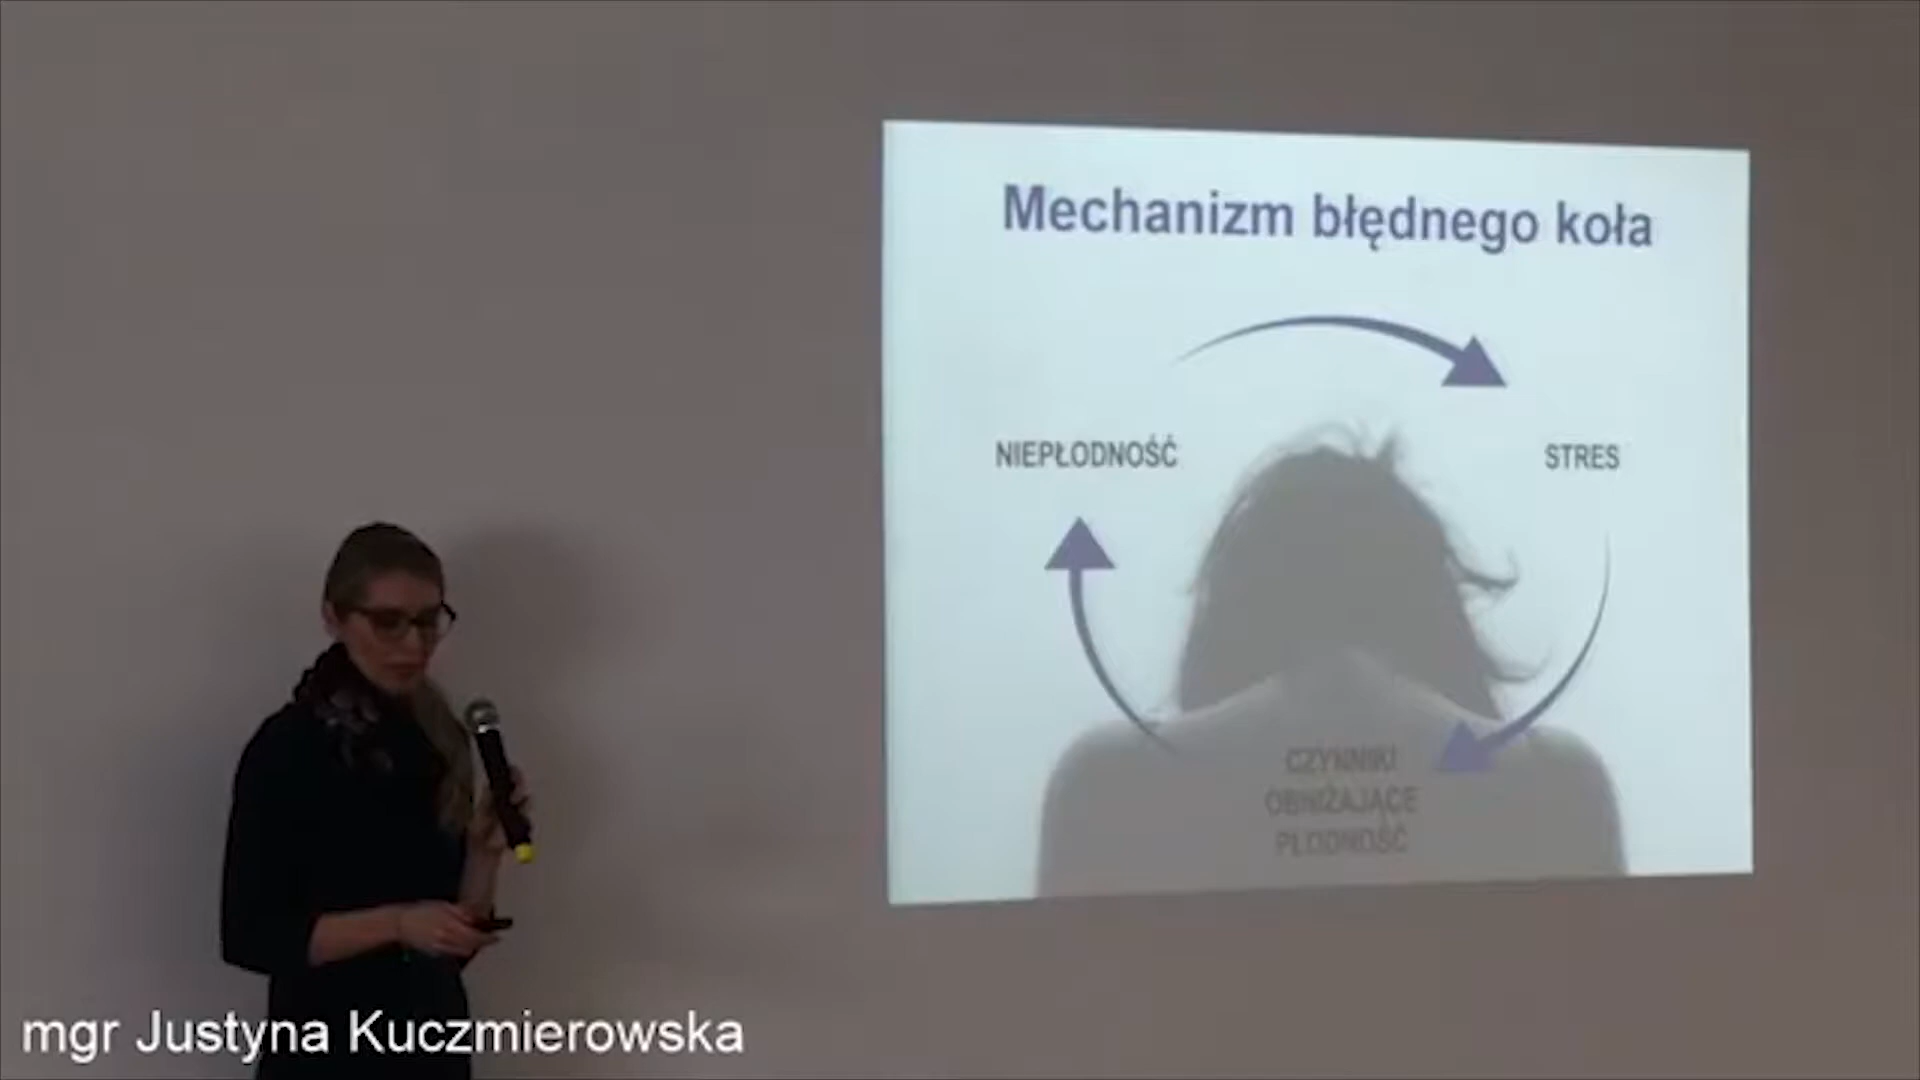 Mechanizm błędnego koła
NIEPŁODNOŚĆ
STRES
CZYNNIKI
OBNIŻAJĄCE
PŁODNOŚĆ
mgr Justyna Kuczmierowska